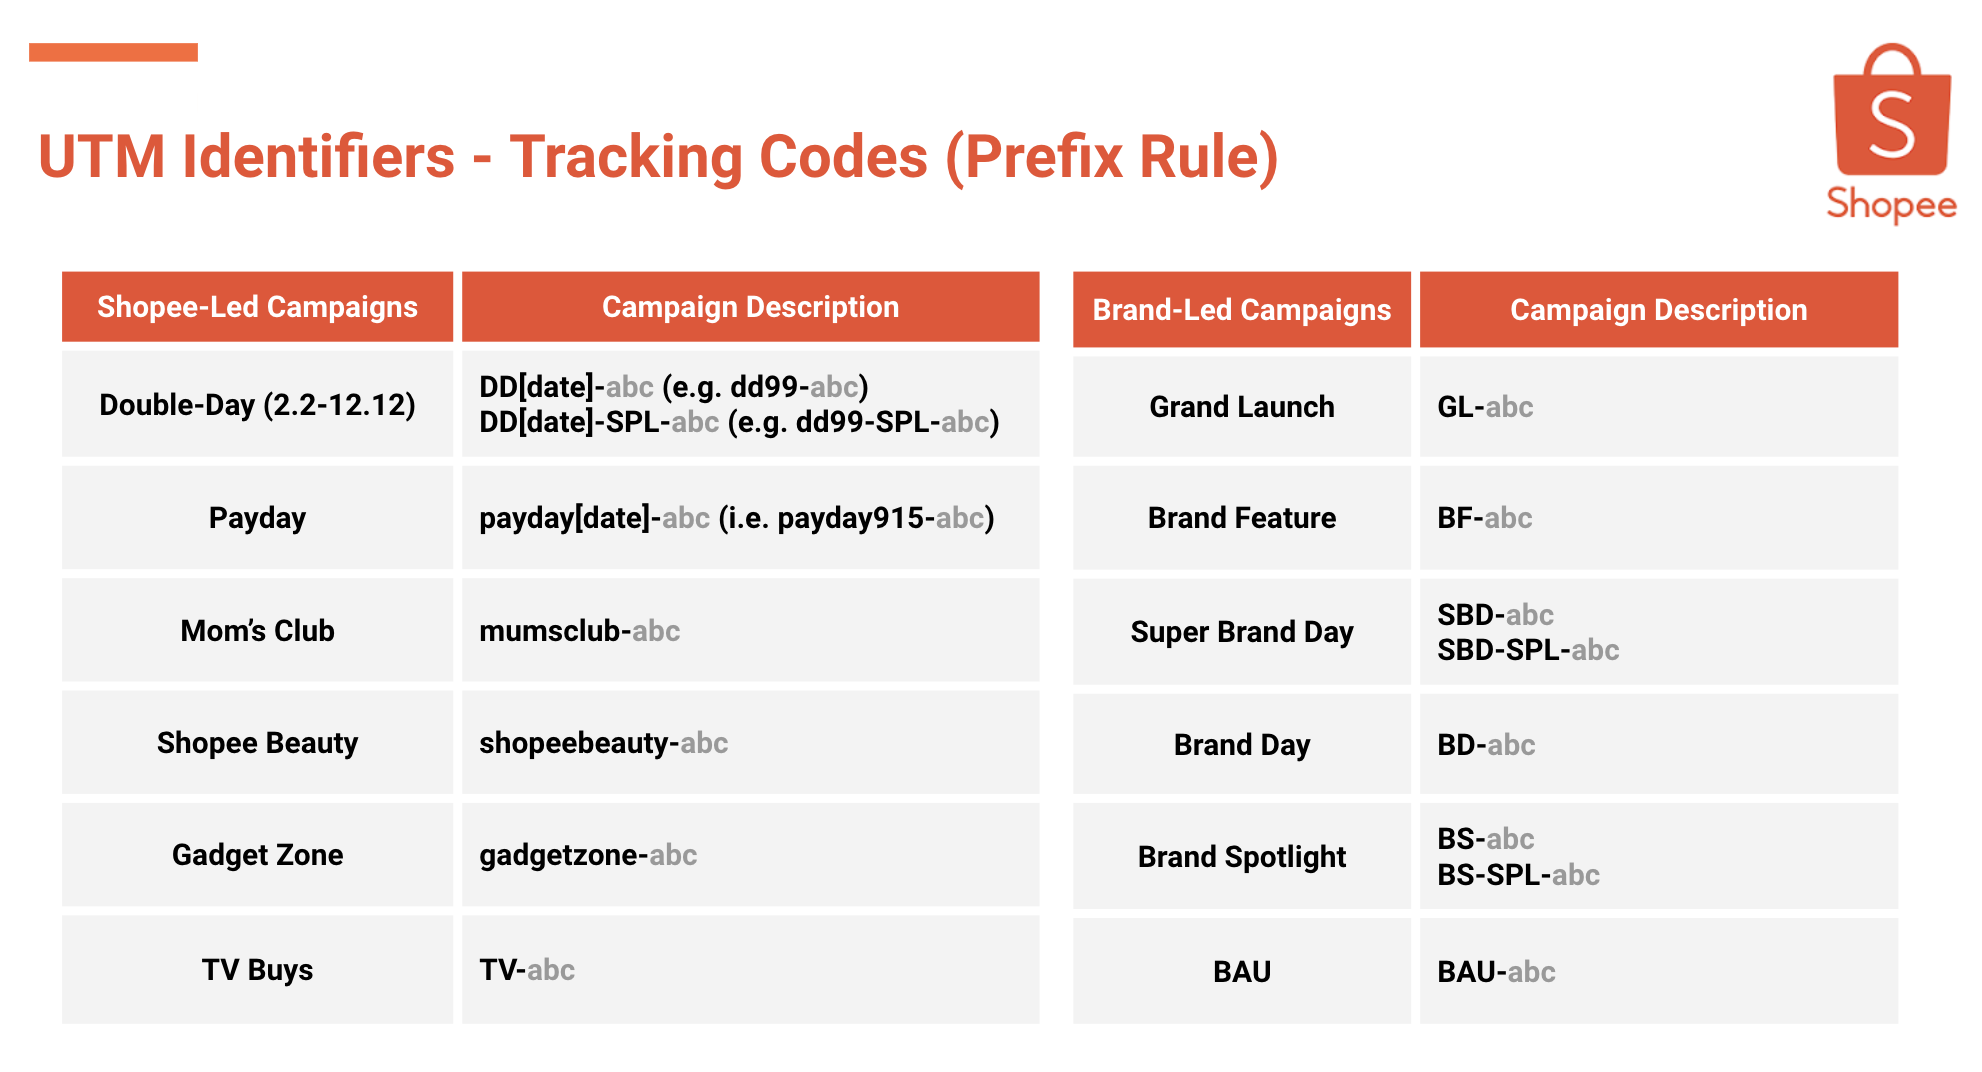 UTM Identifiers - Tracking Codes (Prefix Rule)
S
Shopee
Shopee-Led Campaigns
Campaign Description
Double-Day (2.2-12.12)
DD[date]-abc (e.g. dd99-abc)
DD[date]-SPL-abc (e.g. dd99-SPL-abc)
Payday
payday[date]-abc (i.e. payday915-abc)
Mom’s Club
mumsclub-abc
Shopee Beauty
shopeebeauty-abc
Gadget Zone
gadgetzone-abc
TV Buys
TV-abc
Brand-Led Campaigns
Campaign Description
Grand Launch
GL-abc
Brand Feature
BF-abc
Super Brand Day
SBD-abc
SBD-SPL-abc
Brand Day
BD-abc
Brand Spotlight
BS-abc
BS-SPL-abc
BAU
BAU-abc